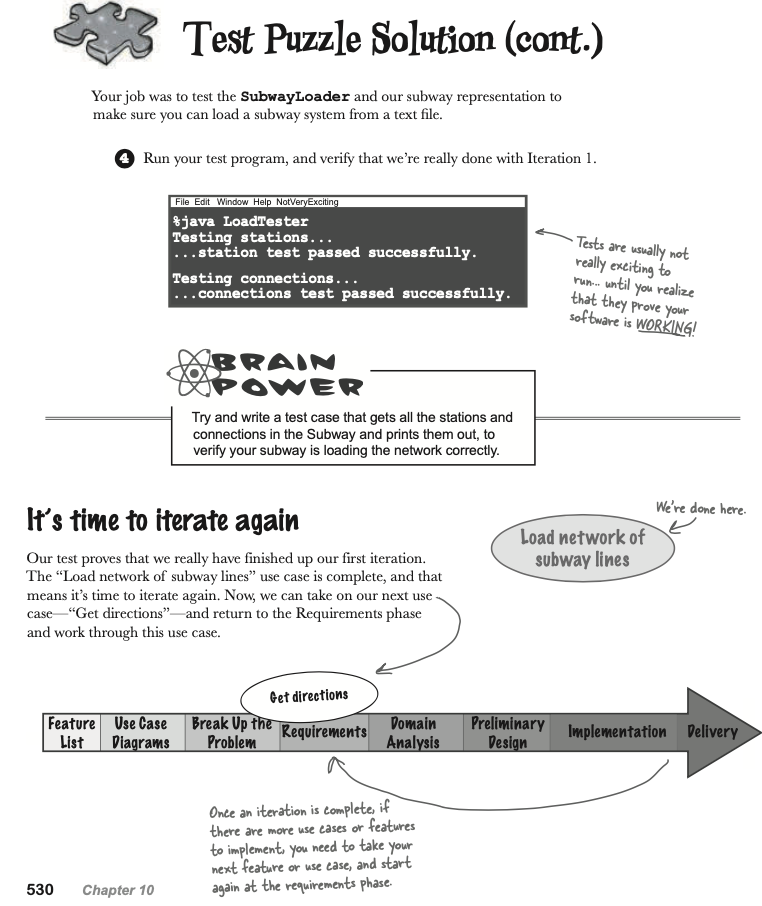 Test Puzzle Solution (cont.)
Your job was to test the SubwayLoader and our subway representation to
make sure you can load a subway system from a text file.
4 Run your test program, and verify that we're really done with Iteration 1.
File Edit Window Help NotVeryExciting
%java LoadTester
Testing stations...
...station test passed successfully.
Testing connections...
...connections test passed successfully.
Tests are usually not
really exciting to
run... until you realize
that they prove your
software is WORKING!
BRAIN
POWER
Try and write a test case that gets all the stations and
connections in the Subway and prints them out, to
verify your subway is loading the network correctly.
It's time to iterate again
Our test proves that we really have finished up our first iteration.
The “Load network of subway lines” use case is complete, and that
means it's time to iterate again. Now, we can take on our next use
case—“Get directions”—and return to the Requirements phase
and work through this use case.
We're done here.
Load network of
subway lines
Get directions
Feature
List
Use Case
Diagrams
Break Up the
Problem
Requirements
Domain
Analysis
Preliminary
Design
Implementation
Delivery
Once an iteration is complete, if
there are more use cases or features
to implement, you need to take your
next feature or use case, and start
again at the requirements phase.
530 Chapter 10